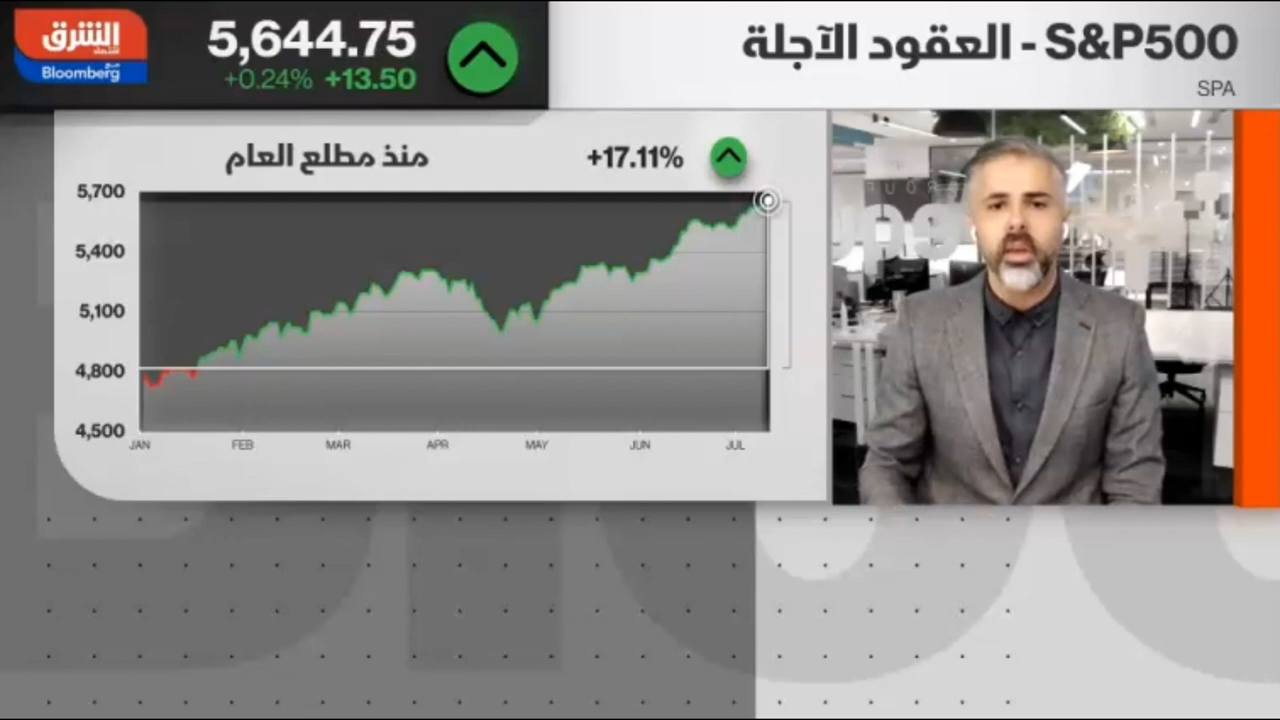 الشرق
Bloomberg
5,644.75
+0.24% +13.50
S&P500 - العقود الآجلة
SPA
منذ مطلع العام
+17.11%
5,700
5,400
5,100
4,800
4,500
JAN FEB MAR APR MAY JUN JUL